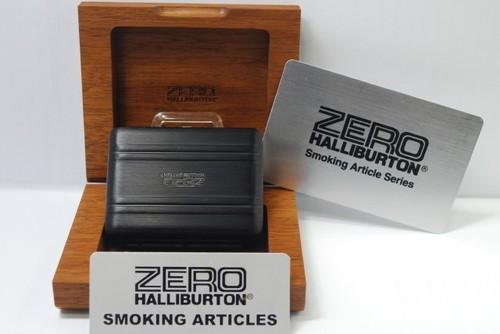 ZERO
HALLIBURTON®
ZERO
HALLIBURTON®
Smoking Article Series
ZERO
HALLIBURTON®
SMOKING ARTICLES